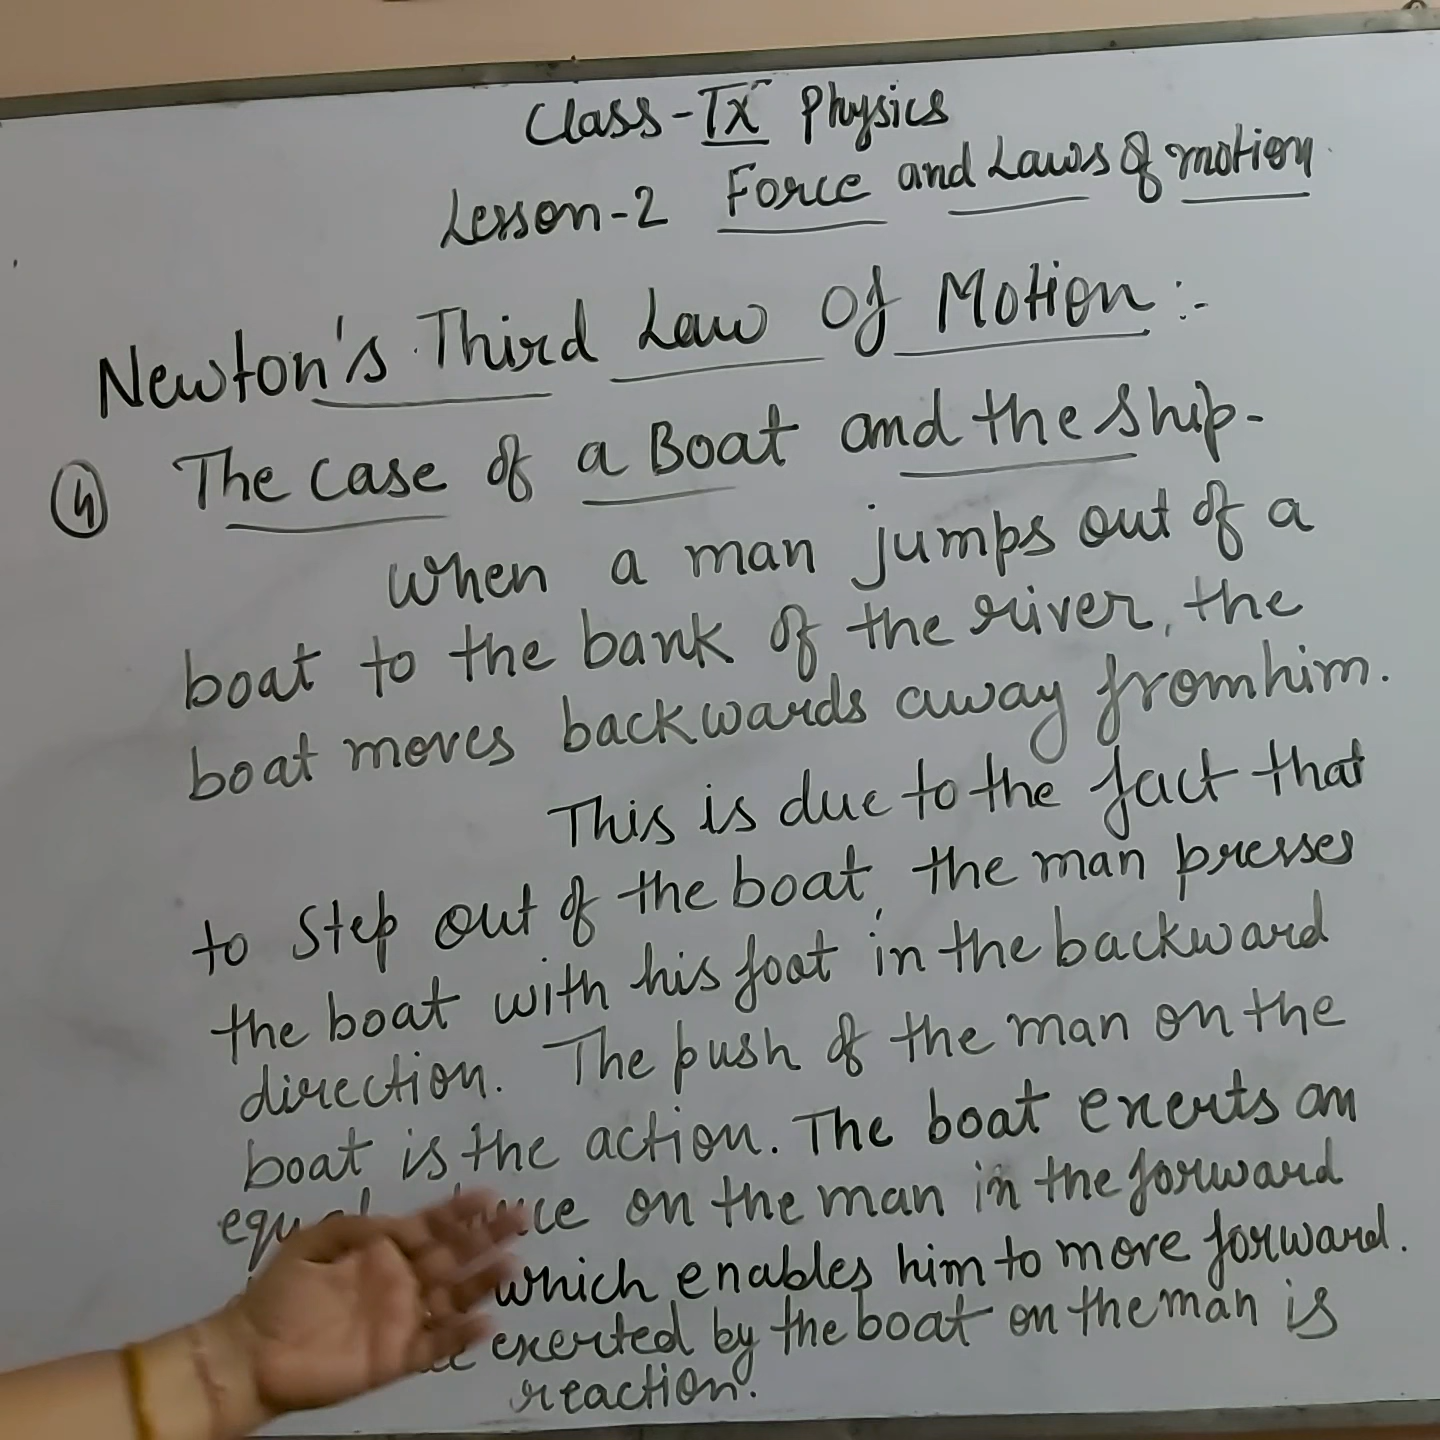 Class-IX Physics
Lesson-2 Force and Laws of motion
Newton's Third Law Of Motion:-
④ The case of a Boat and the ship-
When a man jumps out of a
boat to the bank of the river, the
boat moves backwards away from him.
This is due to the fact that
to step out of the boat, the man presses
the boat with his foot in the backward
direction. The push of the man on the
boat is the action. The boat exerts an
equal on the man in the forward
which enables him to more forward.
exerted by the boat on the man is
reaction.